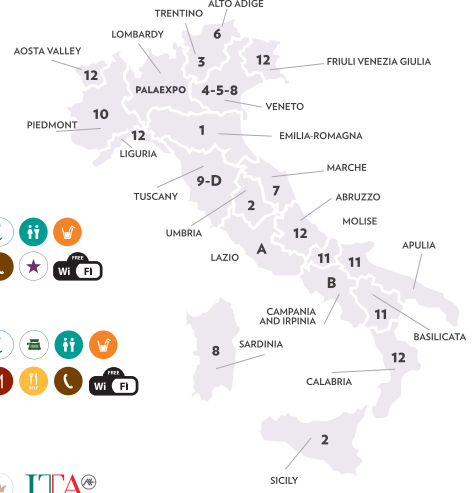 ALTO ADIGE
TRENTINO
6
LOMBARDY
AOSTA VALLEY
3
12
FRIULI VENEZIA GIULIA
12
PALAEXPO
4-5-8
VENETO
10
PIEDMONT
12
1
EMILIA-ROMAGNA
LIGURIA
MARCHE
9-D
7
TUSCANY
2
ABRUZZO
MOLISE
UMBRIA
12
A
APULIA
LAZIO
11
11
B
FREE
Wi Fi
CAMPANIA
AND IRPINIA
11
BASILICATA
8
SARDINIA
12
CALABRIA
FREE
Wi Fi
2
SICILY
ITA